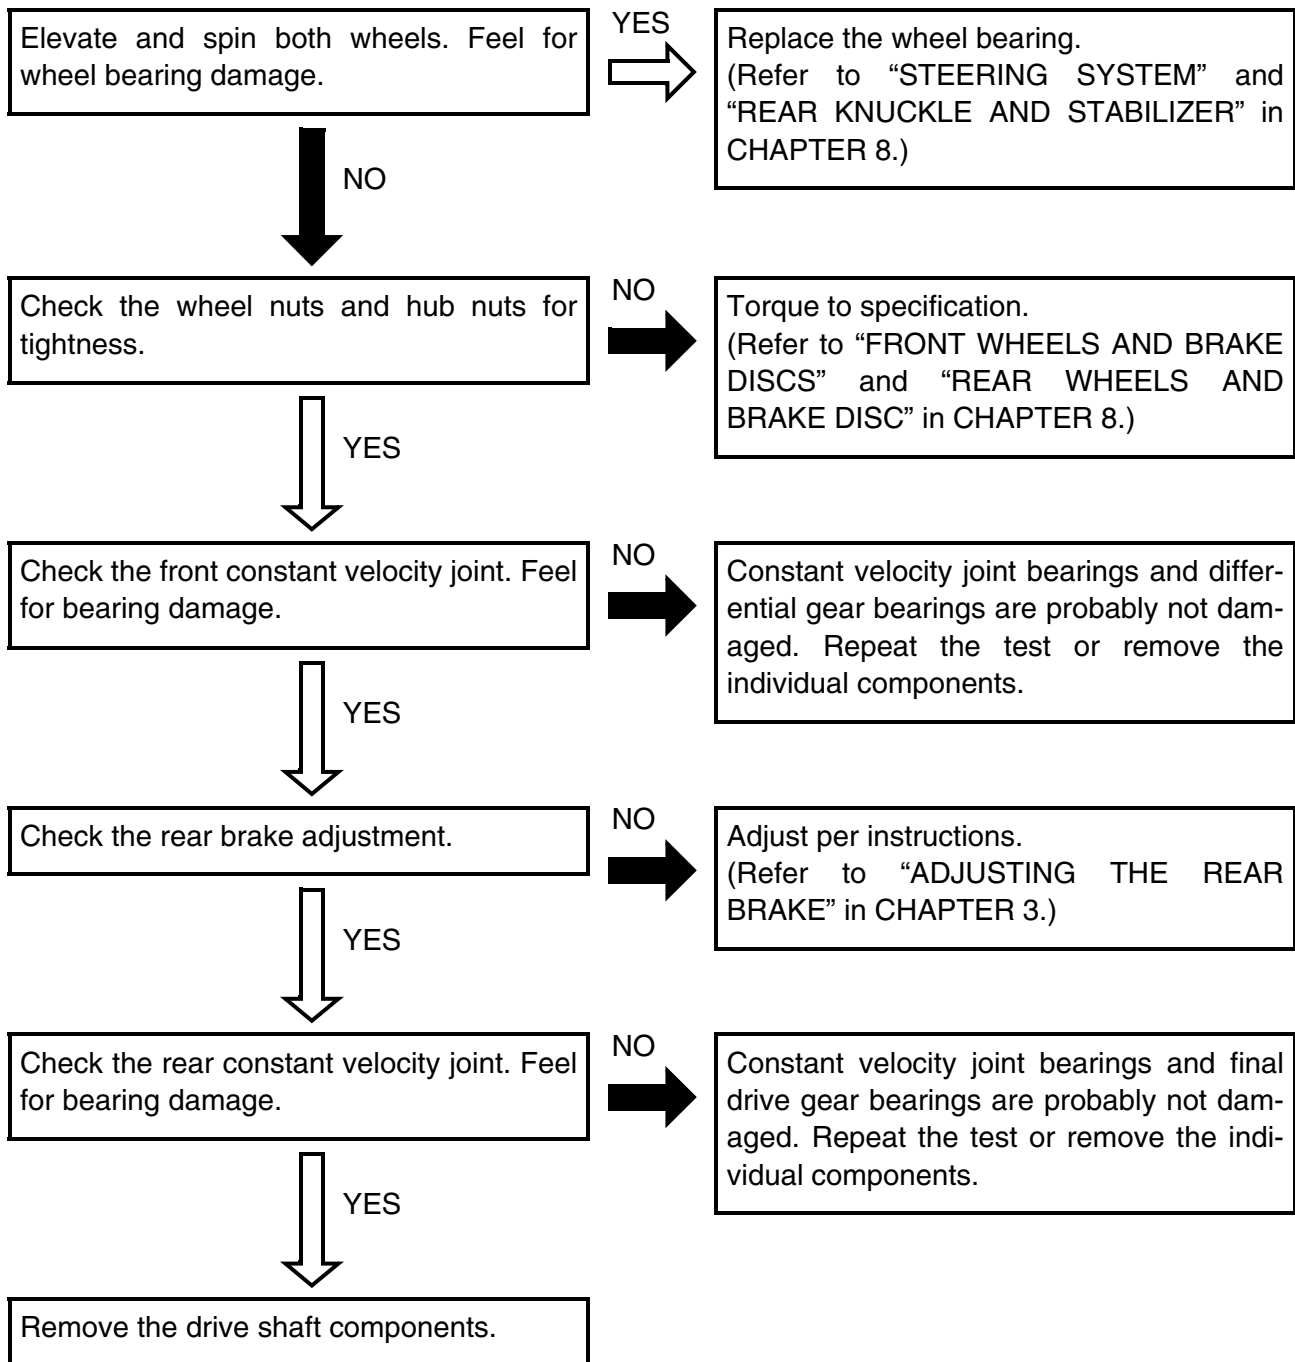 Elevate and spin both wheels. Feel for
wheel bearing damage.
YES
Replace the wheel bearing.
(Refer to “STEERING SYSTEM” and
“REAR KNUCKLE AND STABILIZER” in
CHAPTER 8.)
NO
Check the wheel nuts and hub nuts for
tightness.
NO
Torque to specification.
(Refer to “FRONT WHEELS AND BRAKE
DISCS” and “REAR WHEELS AND
BRAKE DISC” in CHAPTER 8.)
YES
Check the front constant velocity joint. Feel
for bearing damage.
NO
Constant velocity joint bearings and differ-
ential gear bearings are probably not dam-
aged. Repeat the test or remove the
individual components.
YES
Check the rear brake adjustment.
NO
Adjust per instructions.
(Refer to “ADJUSTING THE REAR
BRAKE” in CHAPTER 3.)
YES
Check the rear constant velocity joint. Feel
for bearing damage.
NO
Constant velocity joint bearings and final
drive gear bearings are probably not dam-
aged. Repeat the test or remove the indi-
vidual components.
YES
Remove the drive shaft components.